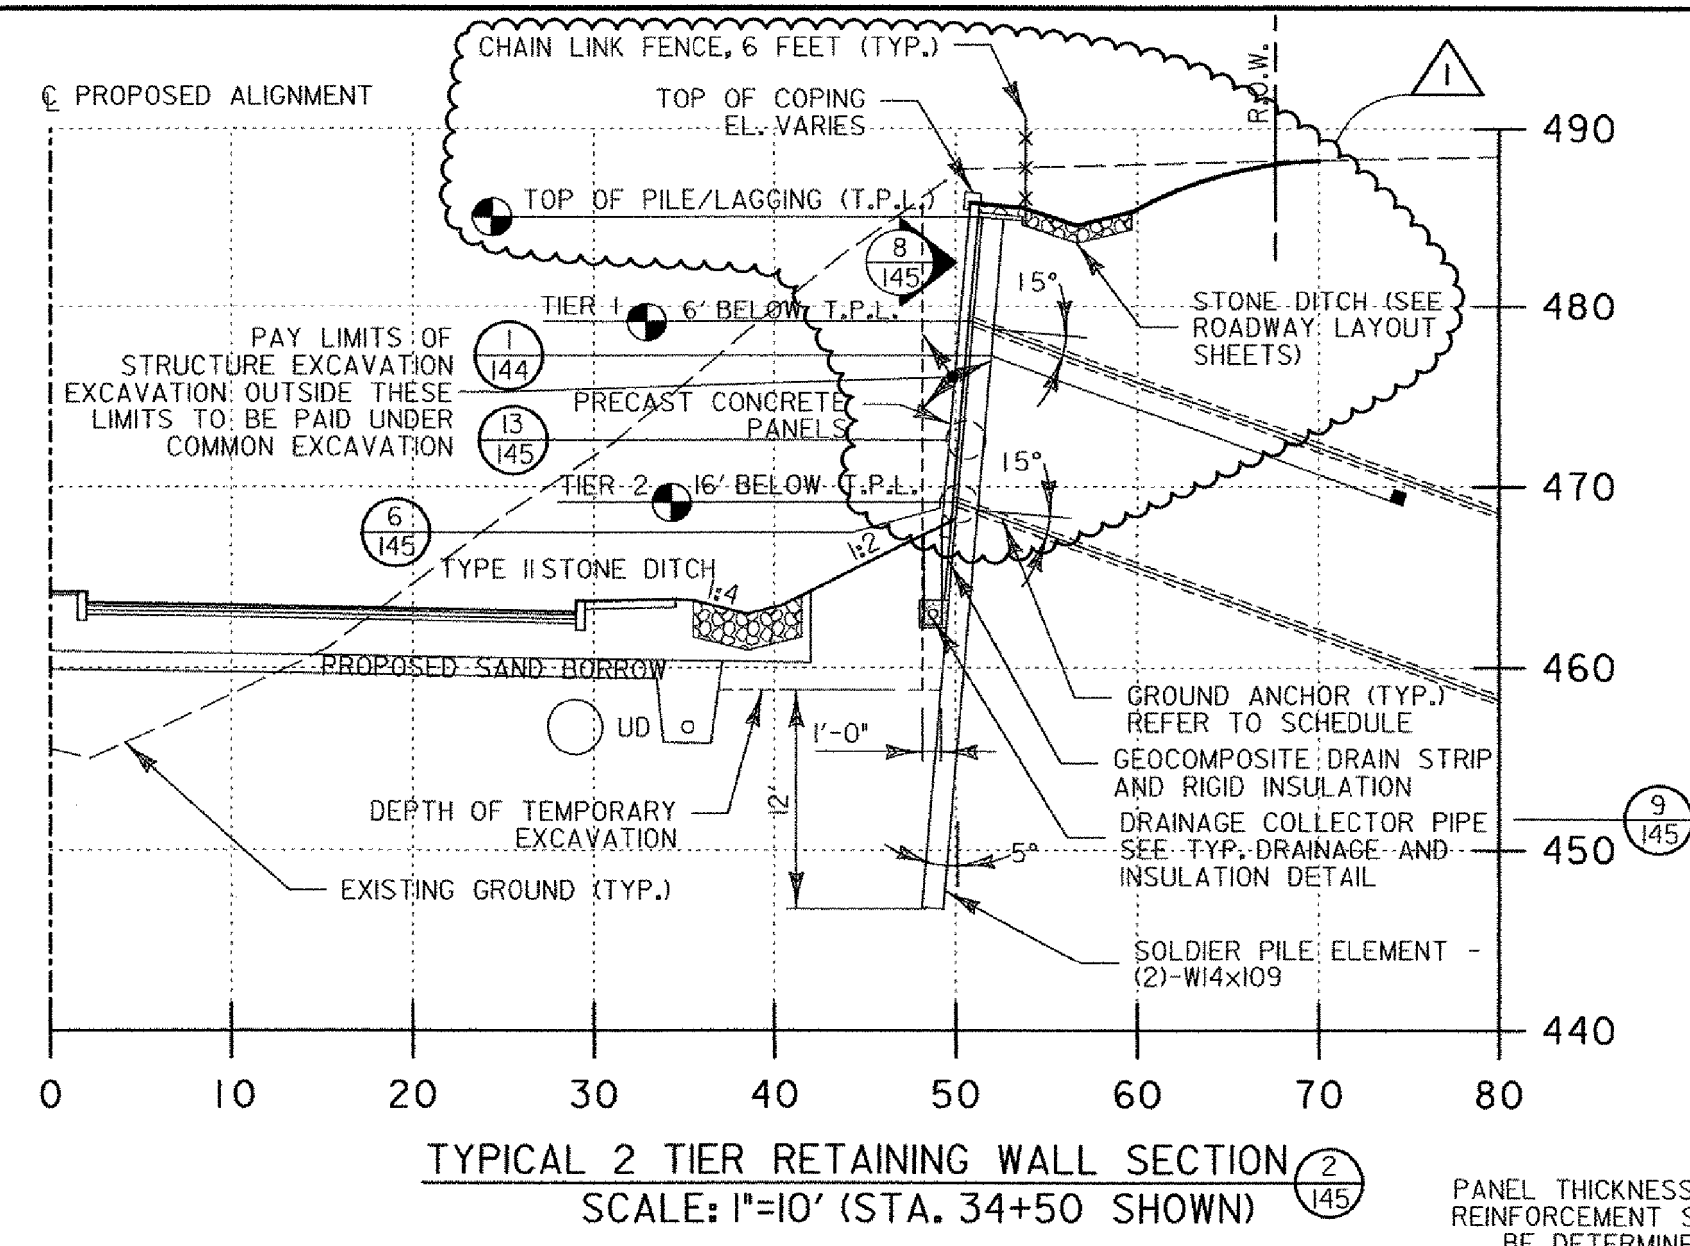 CHAIN LINK FENCE, 6 FEET (TYP.)
℄ PROPOSED ALIGNMENT
TOP OF COPING
EL. VARIES
R.O.W.
1
490
TOP OF PILE/LAGGING (T.P.L.)
8
145
15°
480
TIER 1
6' BELOW T.P.L.
STONE DITCH (SEE
ROADWAY LAYOUT
SHEETS)
PAY LIMITS OF
STRUCTURE EXCAVATION
EXCAVATION OUTSIDE THESE
LIMITS TO BE PAID UNDER
COMMON EXCAVATION
1
144
13
145
PRECAST CONCRETE
PANELS
15°
470
TIER 2
16' BELOW T.P.L.
6
145
1:2
TYPE II STONE DITCH
1:4
460
PROPOSED SAND BORROW
UD
1'-0"
GROUND ANCHOR (TYP.)
REFER TO SCHEDULE
GEOCOMPOSITE DRAIN STRIP
AND RIGID INSULATION
12'
DEPTH OF TEMPORARY
EXCAVATION
DRAINAGE COLLECTOR PIPE
SEE TYP. DRAINAGE AND
INSULATION DETAIL
9
145
450
5°
EXISTING GROUND (TYP.)
SOLDIER PILE ELEMENT -
(2)-W14x109
440
0 10 20 30 40 50 60 70 80
TYPICAL 2 TIER RETAINING WALL SECTION
2
145
SCALE: 1"=10' (STA. 34+50 SHOWN)
PANEL THICKNESS
REINFORCEMENT S
BE DETERMINE